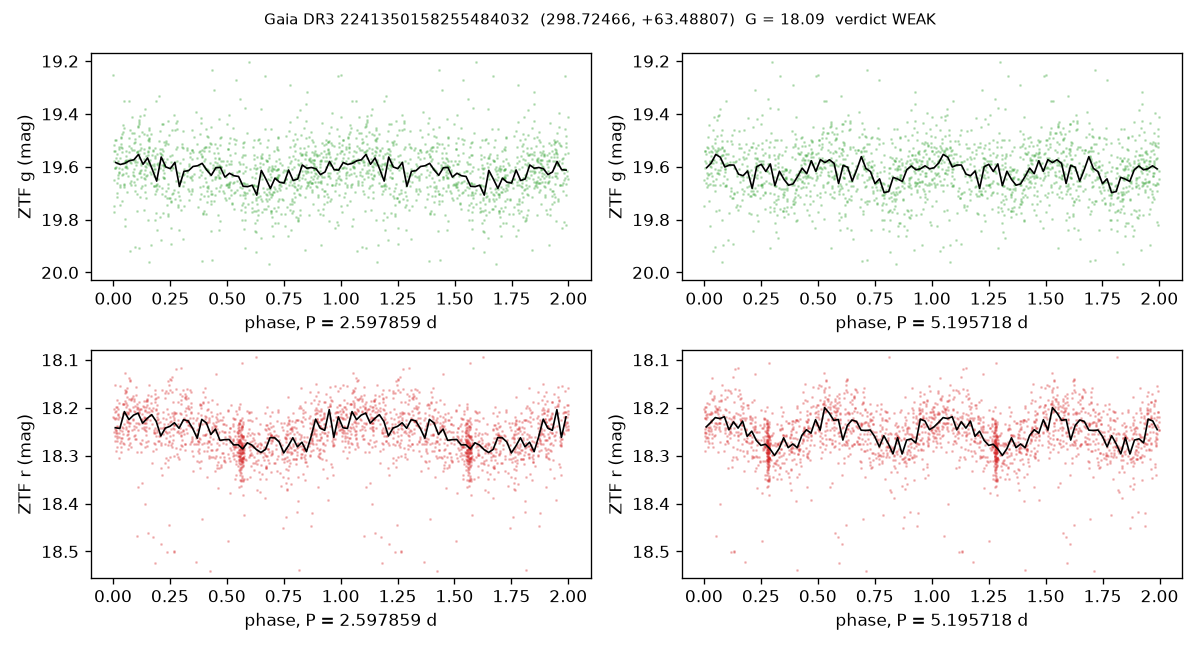 Gaia DR3 2241350158255484032  (298.72466, +63.48807)  G = 18.09  verdict WEAK
19.2
19.4
19.6
19.8
20.0
ZTF g (mag)
0.00 0.25 0.50 0.75 1.00 1.25 1.50 1.75 2.00
phase, P = 2.597859 d
19.2
19.4
19.6
19.8
20.0
ZTF g (mag)
0.00 0.25 0.50 0.75 1.00 1.25 1.50 1.75 2.00
phase, P = 5.195718 d
18.1
18.2
18.3
18.4
18.5
ZTF r (mag)
0.00 0.25 0.50 0.75 1.00 1.25 1.50 1.75 2.00
phase, P = 2.597859 d
18.1
18.2
18.3
18.4
18.5
ZTF r (mag)
0.00 0.25 0.50 0.75 1.00 1.25 1.50 1.75 2.00
phase, P = 5.195718 d